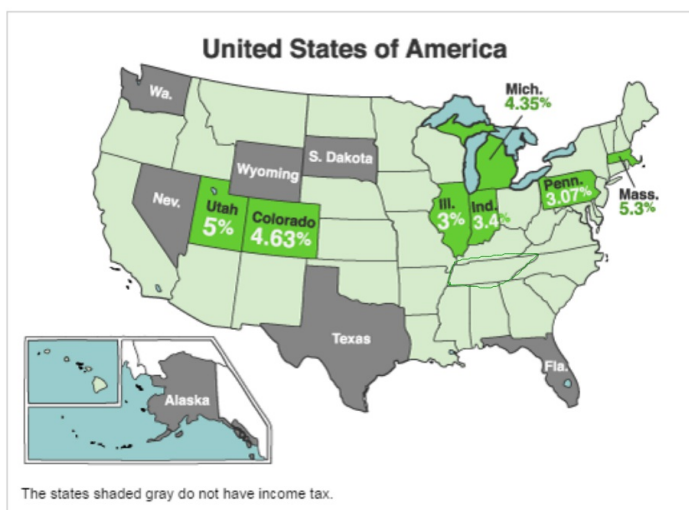 United States of America
Wa.
Mich.
4.35%
S. Dakota
Wyoming
Nev.
Utah
5%
Colorado
4.63%
Ill.
3%
Ind.
3.4%
Penn.
3.07%
Mass.
5.3%
Texas
Fla.
Alaska
The states shaded gray do not have income tax.